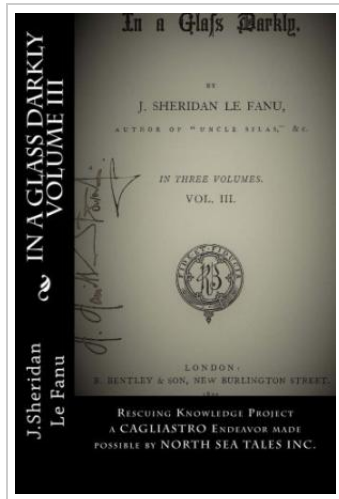 IN A GLASS DARKLY
VOLUME III
J.Sheridan
Le Fanu
In a Glass Darkly.
BY
J. SHERIDAN LE FANU,
AUTHOR OF "UNCLE SILAS," &c.
IN THREE VOLUMES.
VOL. III.
LONDON:
R. BENTLEY & SON, NEW BURLINGTON STREET.
RESCUING KNOWLEDGE PROJECT
A CAGLIASTRO ENDEAVOR MADE
POSSIBLE BY NORTH SEA TALES INC.